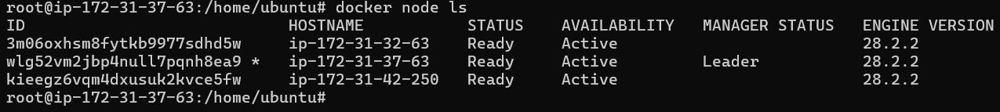 root@ip-172-31-37-63:/home/ubuntu# docker node ls
ID                            HOSTNAME           STATUS    AVAILABILITY   MANAGER STATUS   ENGINE VERSION
3m06oxhsm8fytkb9977sdhd5w     ip-172-31-32-63    Ready     Active                          28.2.2
wlg52vm2jbp4null7pqnh8ea9 *   ip-172-31-37-63    Ready     Active         Leader           28.2.2
kieegz6vqm4dxusuk2kvce5fw     ip-172-31-42-250   Ready     Active                          28.2.2
root@ip-172-31-37-63:/home/ubuntu#